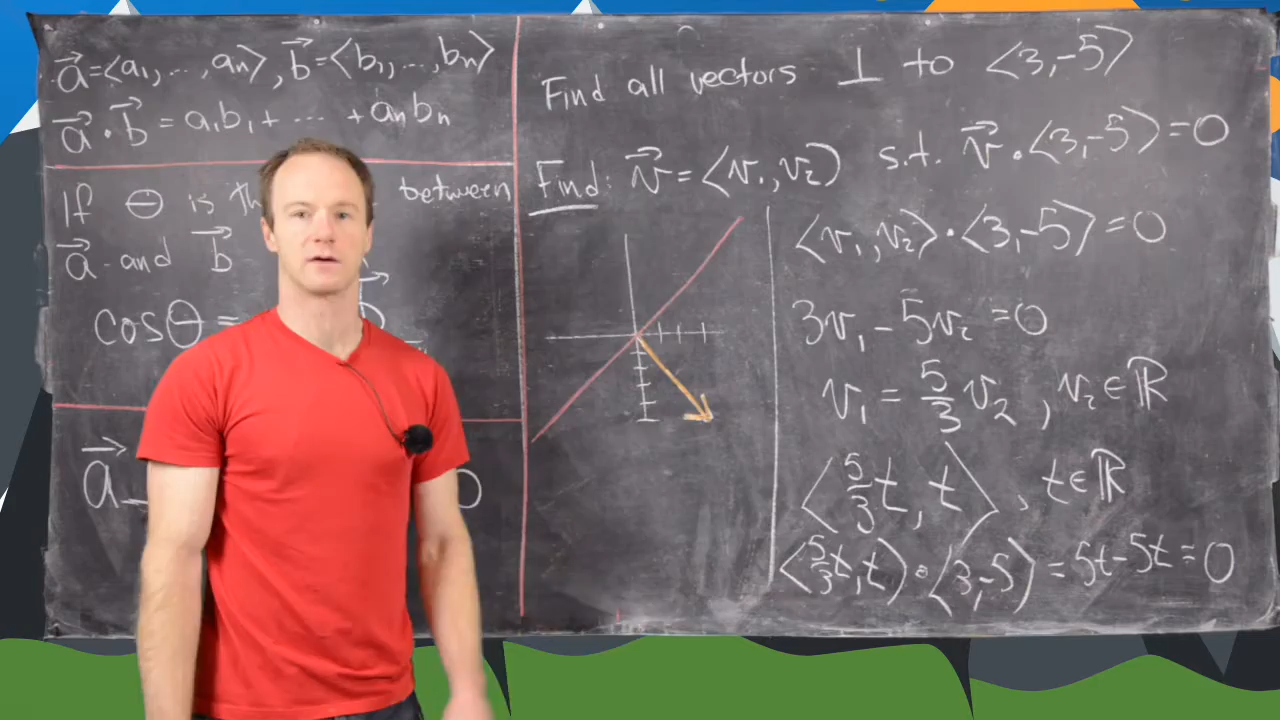 a⃗=<a₁,...,aₙ>, b⃗=<b₁,...,bₙ>
a⃗·b⃗ = a₁b₁+ ... +aₙbₙ
If θ is between
a⃗ and b⃗
cosθ =
a⃗ 0
Find all vectors ⊥ to <3,-5>
Find: v⃗ = <v₁,v₂> s.t. v⃗·<3,-5>=0
<v₁,v₂>·<3,-5>=0
3v₁-5v₂=0
v₁ = 5/3 v₂, v₂∈ℝ
<5/3 t, t>, t∈ℝ
<5/3 t, t>·<3,-5> = 5t-5t=0